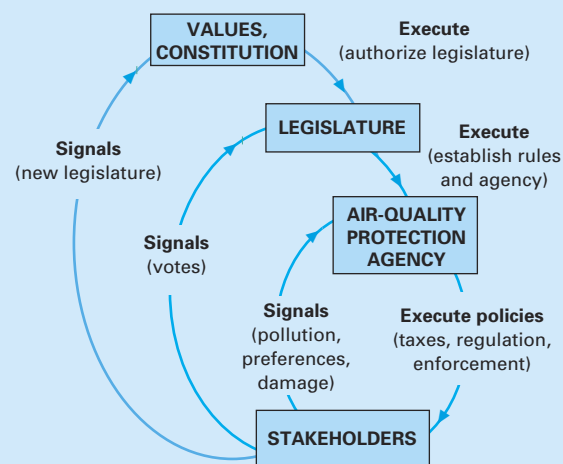 VALUES,
CONSTITUTION
Execute
(authorize legislature)
LEGISLATURE
Signals
(new legislature)
Execute
(establish rules
and agency)
AIR-QUALITY
PROTECTION
AGENCY
Signals
(votes)
Signals
(pollution,
preferences,
damage)
Execute policies
(taxes, regulation,
enforcement)
STAKEHOLDERS